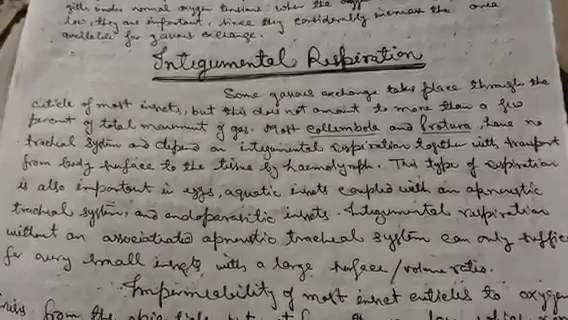 gills under normal oxygen tensions. when the oxygen
low, they are important, since they considerably increase the area
available for gaseous exchange.
Integumental Respiration
Some gaseous exchange takes place through the
cuticle of most insects, but this does not amount to more than a few
percent of total movement of gas. Most collembola and Protura, have no
tracheal system and depend on integumental respiration together with transport
from body surface to the tissue by haemolymph. This type of respiration
is also important in eggs, aquatic insects coupled with an apneustic
tracheal system, and endoparasitic insects. Integumental respiration
without an associated apneustic tracheal system can only suffice
for very small insects with a large surface/volume ratio.
Impermeability of most insect cuticles to oxygen
from the